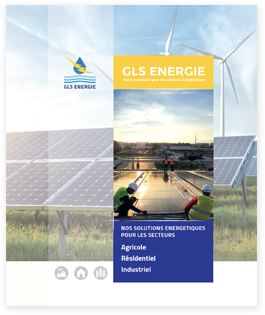 GLS ENERGIE
GLS ENERGIE
NOS SOLUTIONS ENERGETIQUES
POUR LES SECTEURS
Agricole
Résidentiel
Industriel